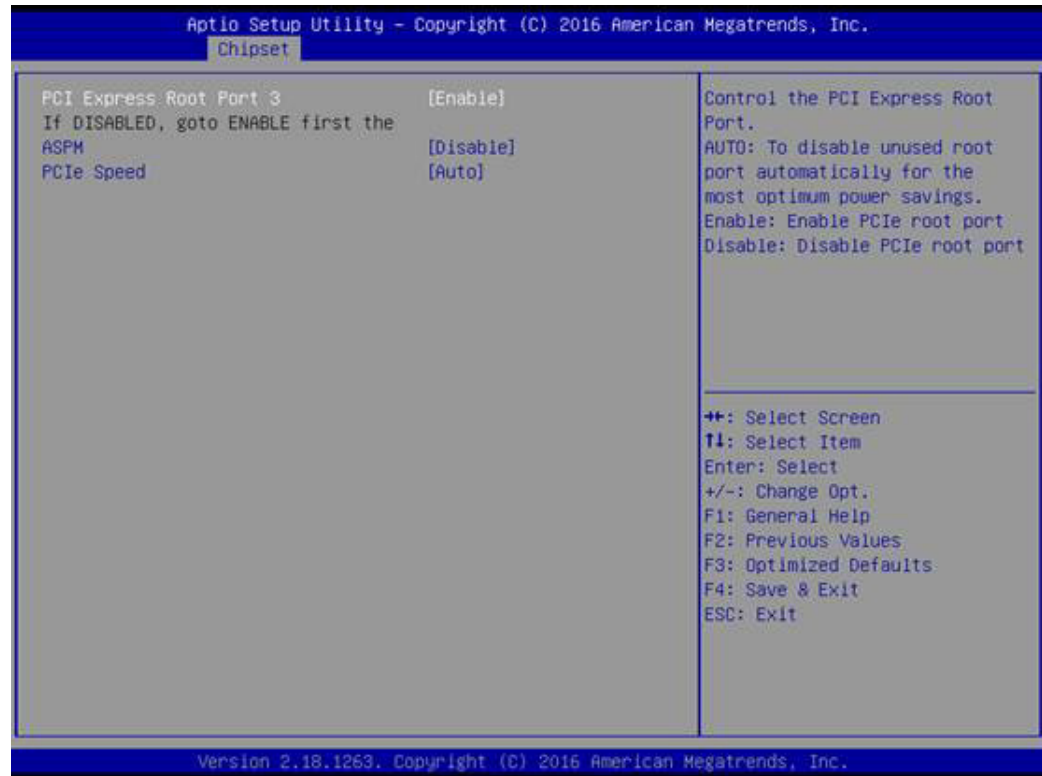 Aptio Setup Utility – Copyright (C) 2016 American Megatrends, Inc.
Chipset
PCI Express Root Port 3 [Enable]
If DISABLED, goto ENABLE first the
ASPM [Disable]
PCIe Speed [Auto]
Control the PCI Express Root
Port.
AUTO: To disable unused root
port automatically for the
most optimum power savings.
Enable: Enable PCIe root port
Disable: Disable PCIe root port
→←: Select Screen
↑↓: Select Item
Enter: Select
+/-: Change Opt.
F1: General Help
F2: Previous Values
F3: Optimized Defaults
F4: Save & Exit
ESC: Exit
Version 2.18.1263. Copyright (C) 2016 American Megatrends, Inc.